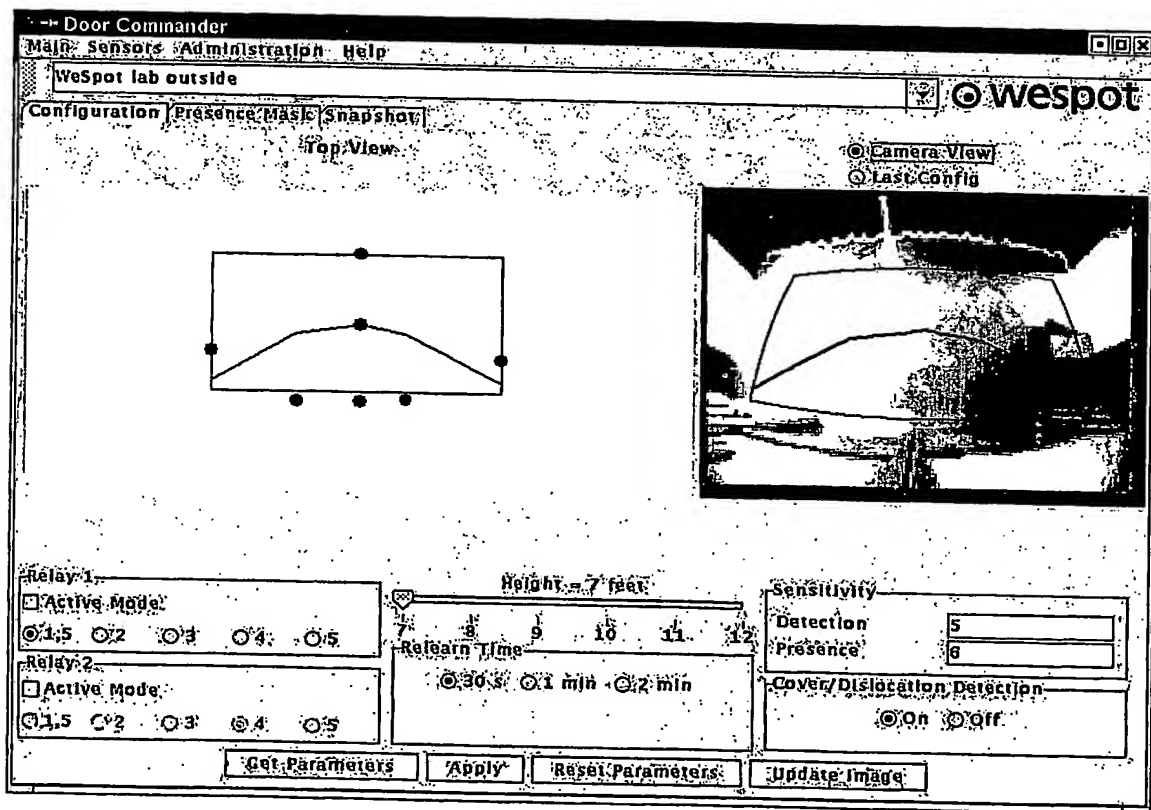 Door Commander
Main Sensors Administration Help
WeSpot lab outside
wespot
Configuration Presence Mask Snapshot
Top View
Camera View
Last Config
Relay 1
Active Mode
1,5 2 3 4 5
Relay 2
Active Mode
1,5 2 3 4 5
Height = 7 feet
7 8 9 10 11 12
Relearn Time
30 s 1 min 2 min
Sensitivity
Detection 5
Presence 6
Cover/Dislocation Detection
On Off
Get Parameters Apply Reset Parameters Update Image